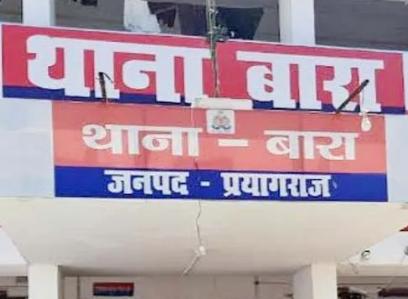 थाना बारा
थाना - बारा
जनपद - प्रयागराज